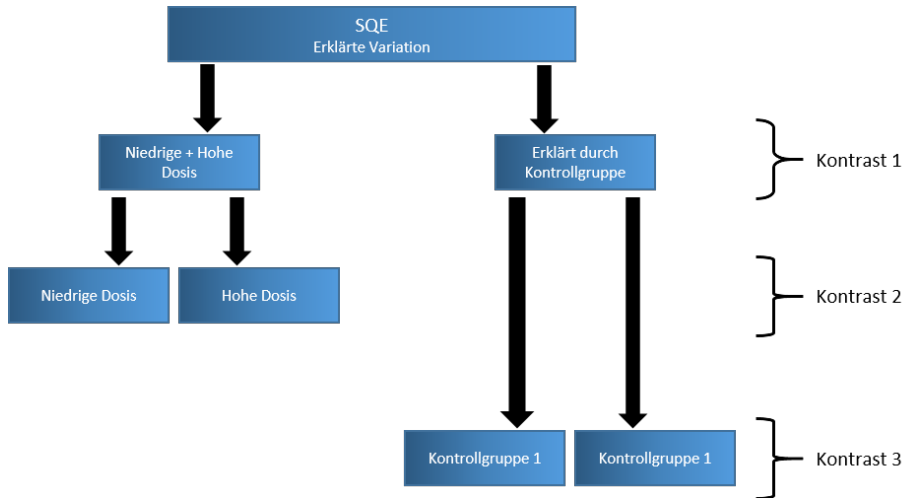 SQE
Erklärte Variation
Niedrige + Hohe
Dosis
Erklärt durch
Kontrollgruppe
Kontrast 1
Niedrige Dosis
Hohe Dosis
Kontrast 2
Kontrollgruppe 1
Kontrollgruppe 1
Kontrast 3